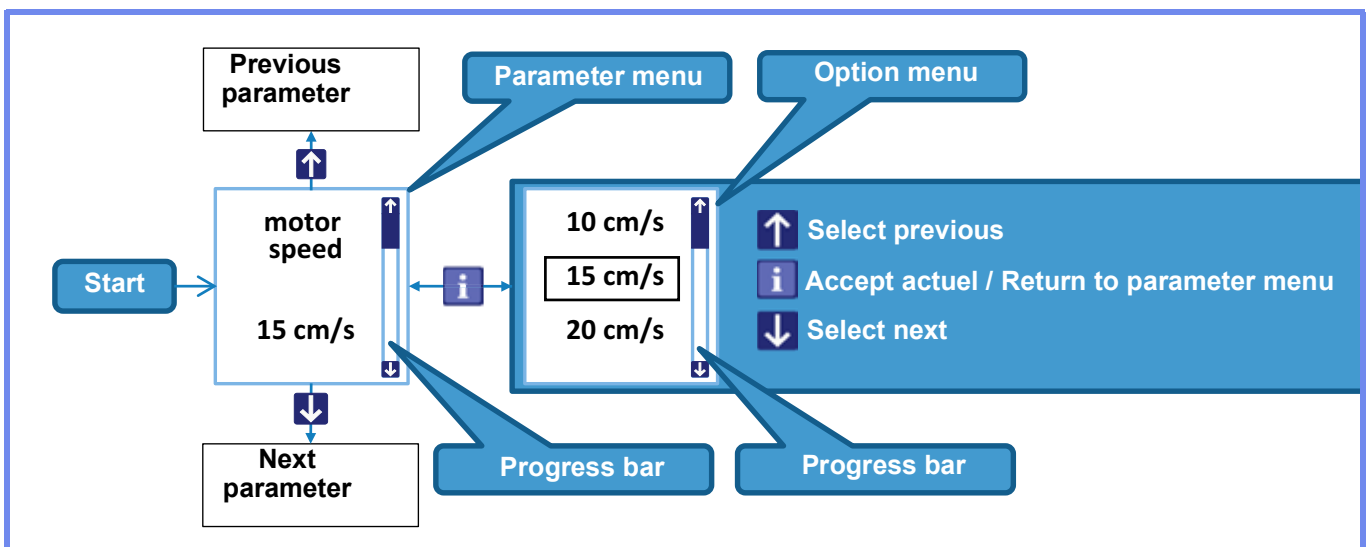 Previous
parameter
Parameter menu
Option menu
motor
speed
15 cm/s
Start
i
10 cm/s
15 cm/s
20 cm/s
Select previous
i Accept actuel / Return to parameter menu
Select next
Next
parameter
Progress bar
Progress bar